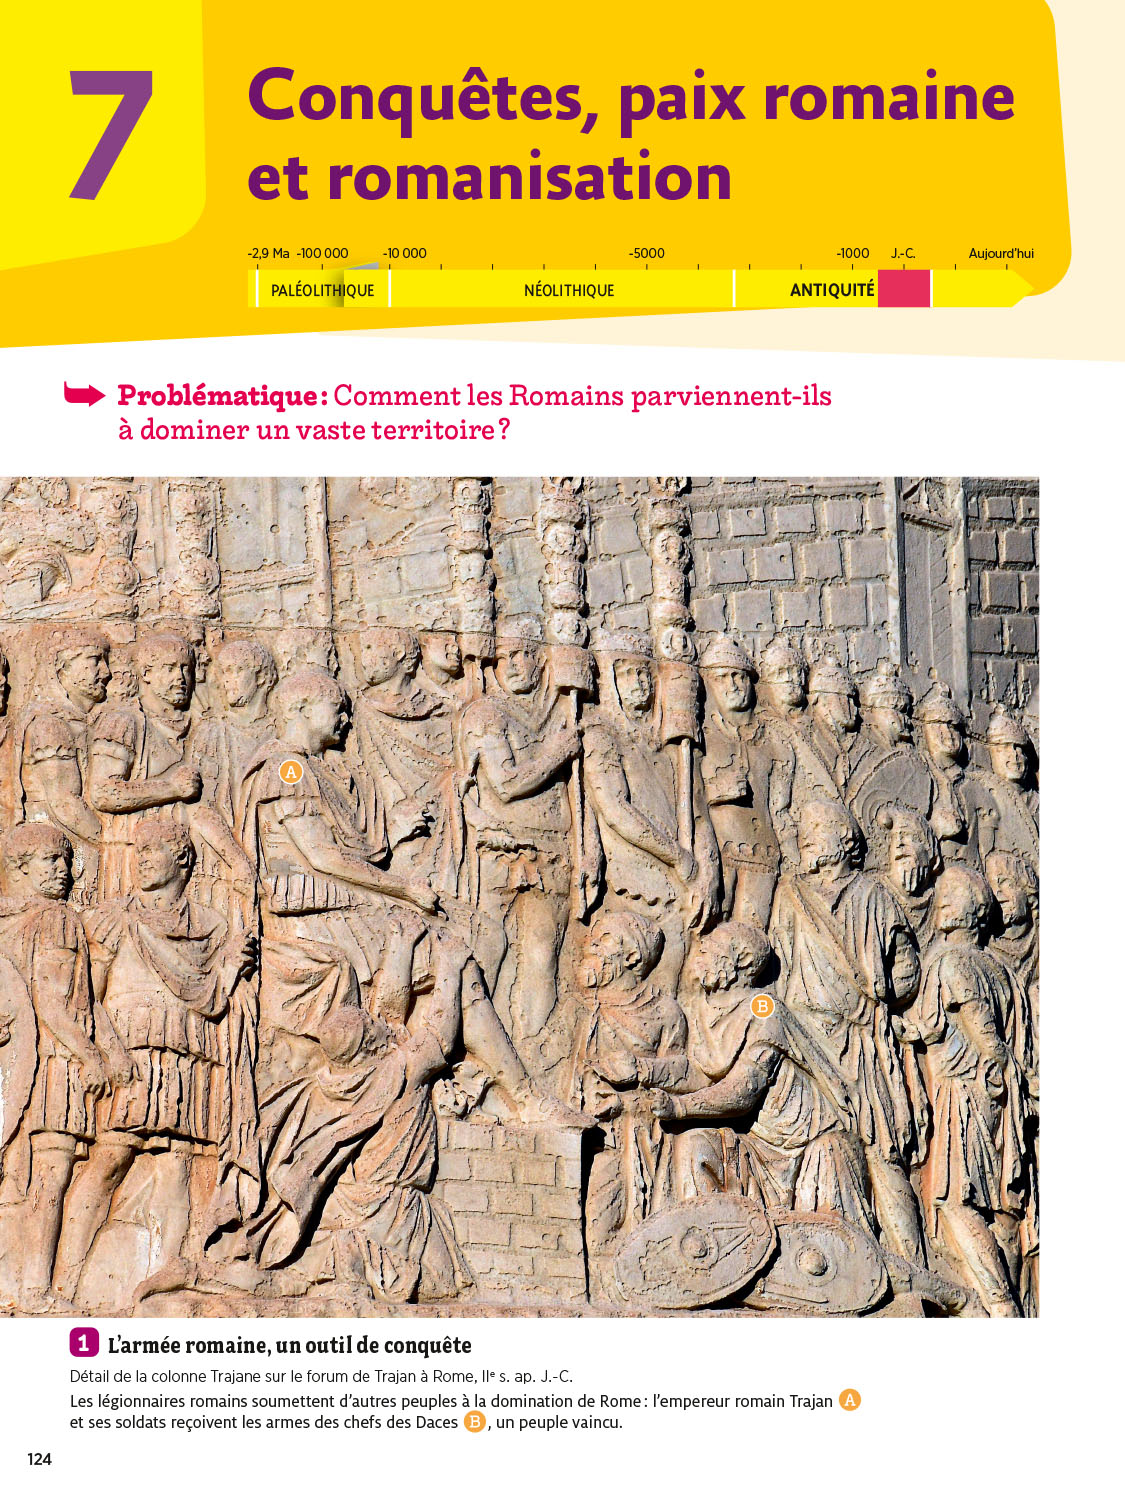 7
Conquêtes, paix romaine
et romanisation
-2,9 Ma -100 000 -10 000 -5000 -1000 J.-C. Aujourd'hui
PALÉOLITHIQUE NÉOLITHIQUE ANTIQUITÉ
Problématique : Comment les Romains parviennent-ils
à dominer un vaste territoire ?
A
B
1 L'armée romaine, un outil de conquête
Détail de la colonne Trajane sur le forum de Trajan à Rome, IIe s. ap. J.-C.
Les légionnaires romains soumettent d'autres peuples à la domination de Rome : l'empereur romain Trajan A
et ses soldats reçoivent les armes des chefs des Daces B, un peuple vaincu.
124